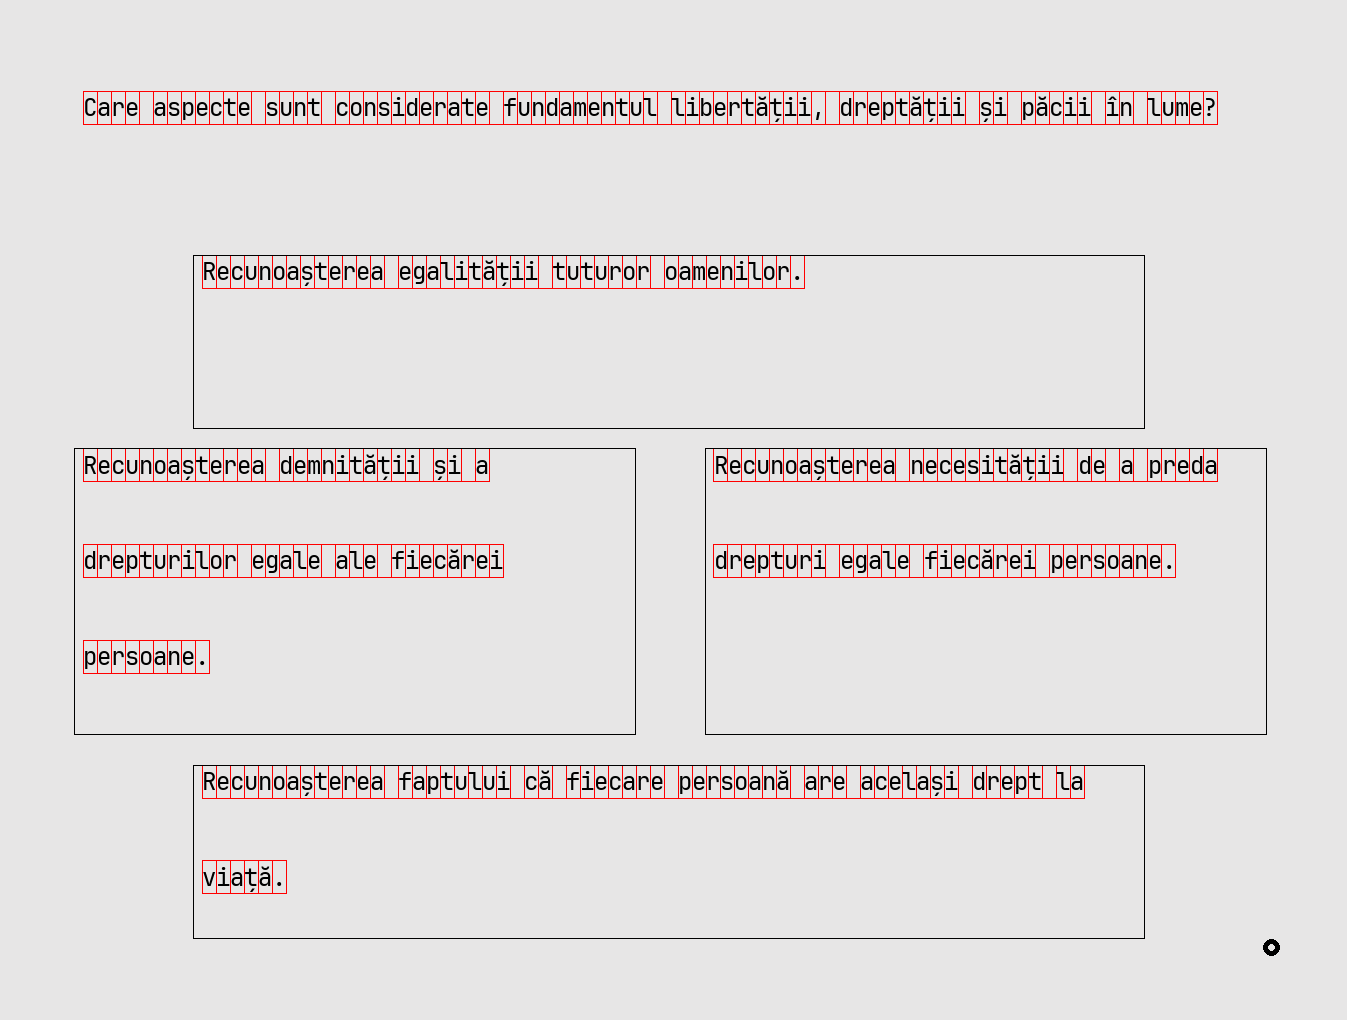 Care aspecte sunt considerate fundamentul libertății, dreptății și păcii în lume?
Recunoașterea egalității tuturor oamenilor.
Recunoașterea demnității și a
drepturilor egale ale fiecărei
persoane.
Recunoașterea necesității de a preda
drepturi egale fiecărei persoane.
Recunoașterea faptului că fiecare persoană are același drept la
viață.